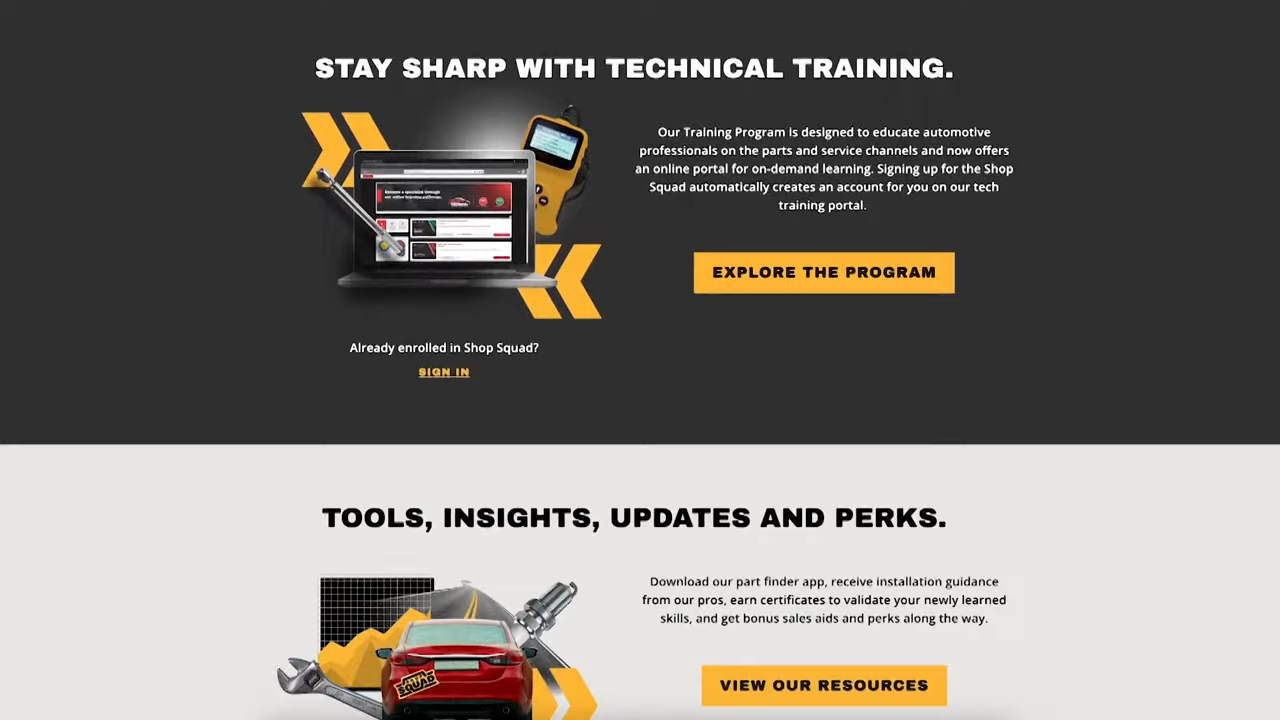 STAY SHARP WITH TECHNICAL TRAINING.
Our Training Program is designed to educate automotive
professionals on the parts and service channels and now offers
an online portal for on-demand learning. Signing up for the Shop
Squad automatically creates an account for you on our tech
training portal.
EXPLORE THE PROGRAM
Already enrolled in Shop Squad?
SIGN IN
TOOLS, INSIGHTS, UPDATES AND PERKS.
Download our part finder app, receive installation guidance
from our pros, earn certificates to validate your newly learned
skills, and get bonus sales aids and perks along the way.
SQUAD
VIEW OUR RESOURCES